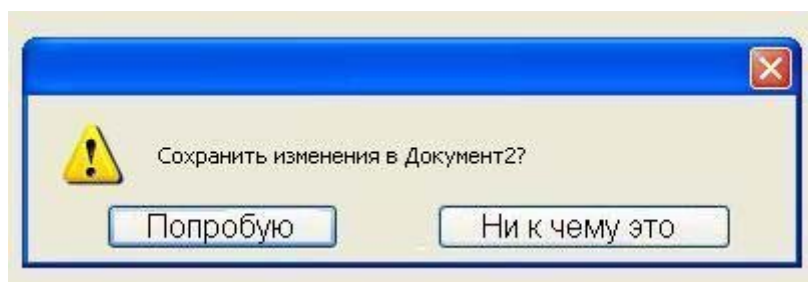 Сохранить изменения в Документ2?
Попробую
Ни к чему это